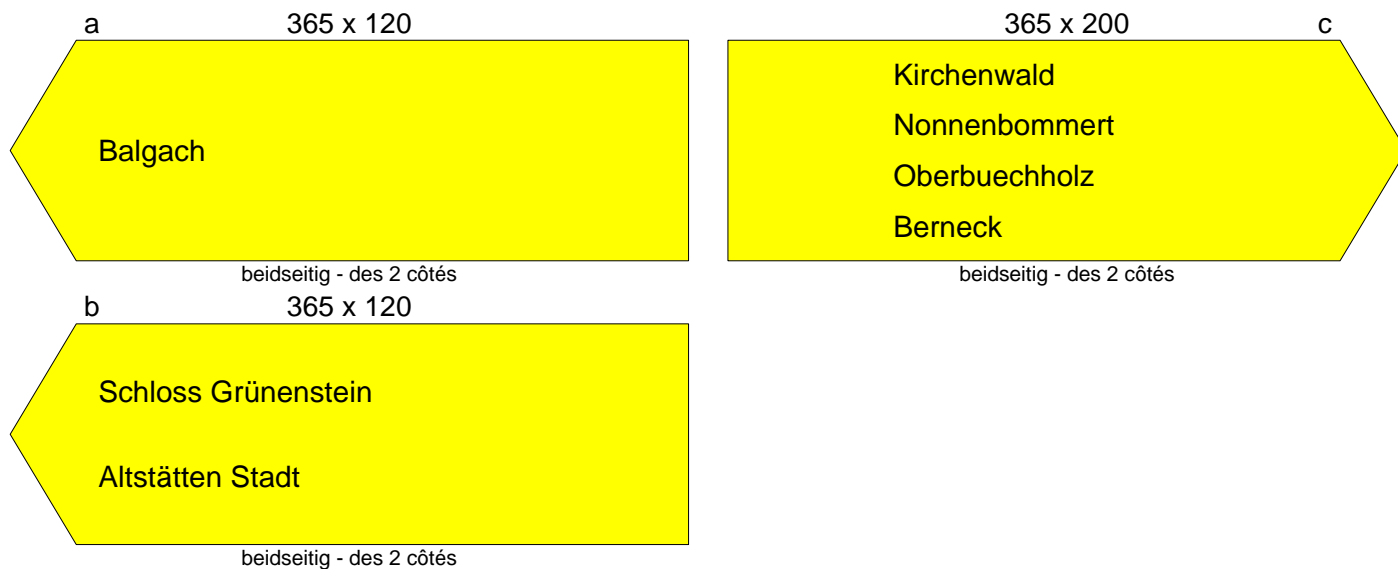 a 365 x 120
Balgach
beidseitig - des 2 côtés
b 365 x 120
Schloss Grünenstein
Altstätten Stadt
beidseitig - des 2 côtés
365 x 200 c
Kirchenwald
Nonnenbommert
Oberbuechholz
Berneck
beidseitig - des 2 côtés